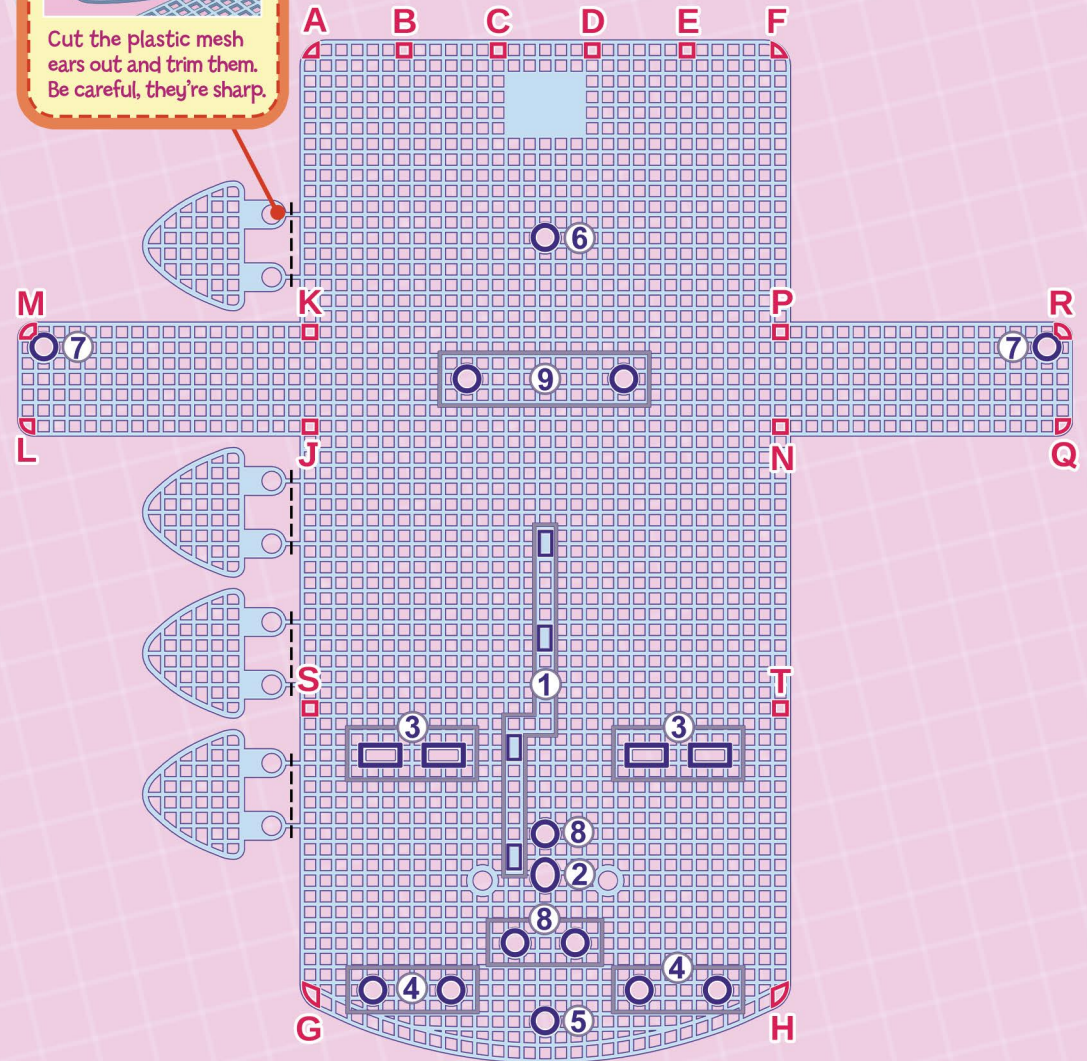 Cut the plastic mesh
ears out and trim them.
Be careful, they're sharp.
A B C D E F
6
M K P R
7 9 7
L J N Q
S 1 T
3 3
8
2
8
4 4
G 5 H